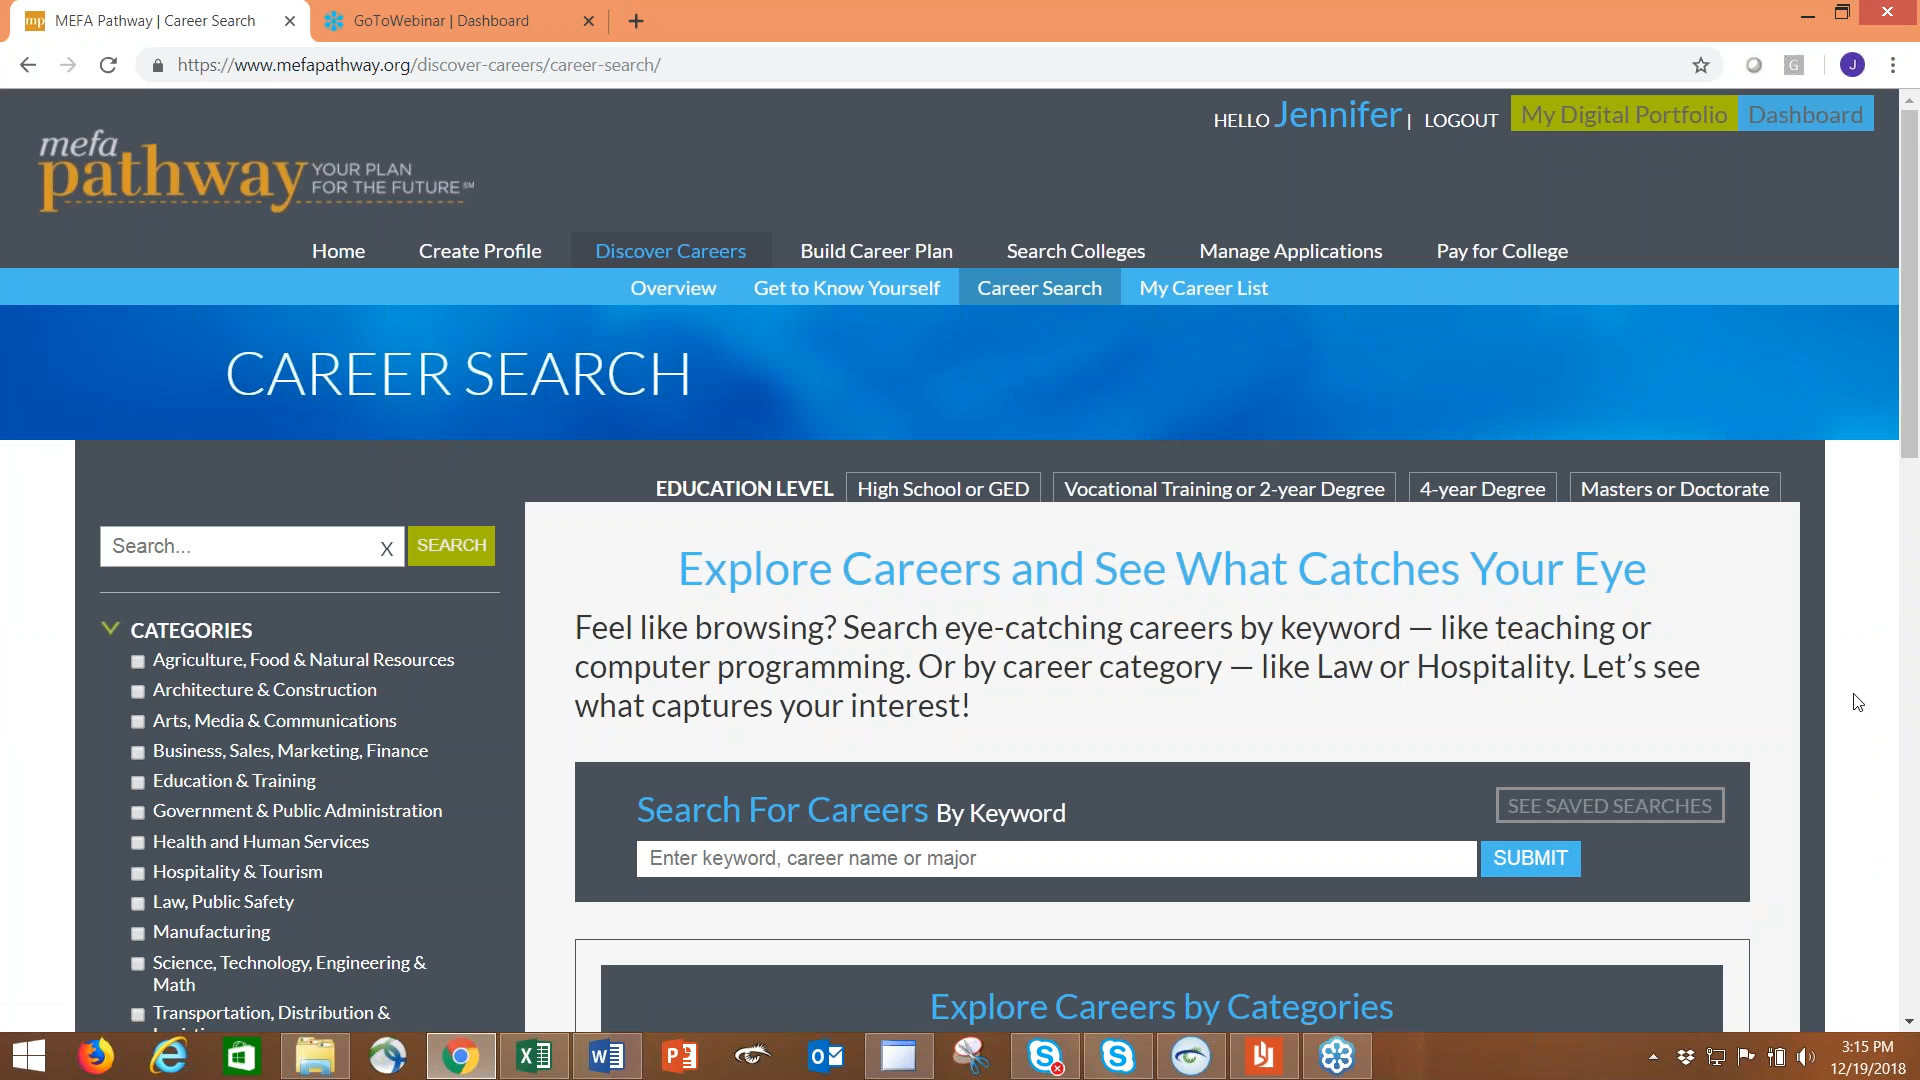 mp MEFA Pathway | Career Search
GoToWebinar | Dashboard
https://www.mefapathway.org/discover-careers/career-search/
G
J
HELLO Jennifer | LOGOUT My Digital Portfolio Dashboard
mefa
pathway
YOUR PLAN
FOR THE FUTURE℠
Home Create Profile Discover Careers Build Career Plan Search Colleges Manage Applications Pay for College
Overview Get to Know Yourself Career Search My Career List
CAREER SEARCH
EDUCATION LEVEL High School or GED Vocational Training or 2-year Degree 4-year Degree Masters or Doctorate
Search... X SEARCH
CATEGORIES
Agriculture, Food & Natural Resources
Architecture & Construction
Arts, Media & Communications
Business, Sales, Marketing, Finance
Education & Training
Government & Public Administration
Health and Human Services
Hospitality & Tourism
Law, Public Safety
Manufacturing
Science, Technology, Engineering &
Math
Transportation, Distribution &
Explore Careers and See What Catches Your Eye
Feel like browsing? Search eye-catching careers by keyword — like teaching or
computer programming. Or by career category — like Law or Hospitality. Let’s see
what captures your interest!
Search For Careers By Keyword
SEE SAVED SEARCHES
Enter keyword, career name or major
SUBMIT
Explore Careers by Categories
3:15 PM
12/19/2018